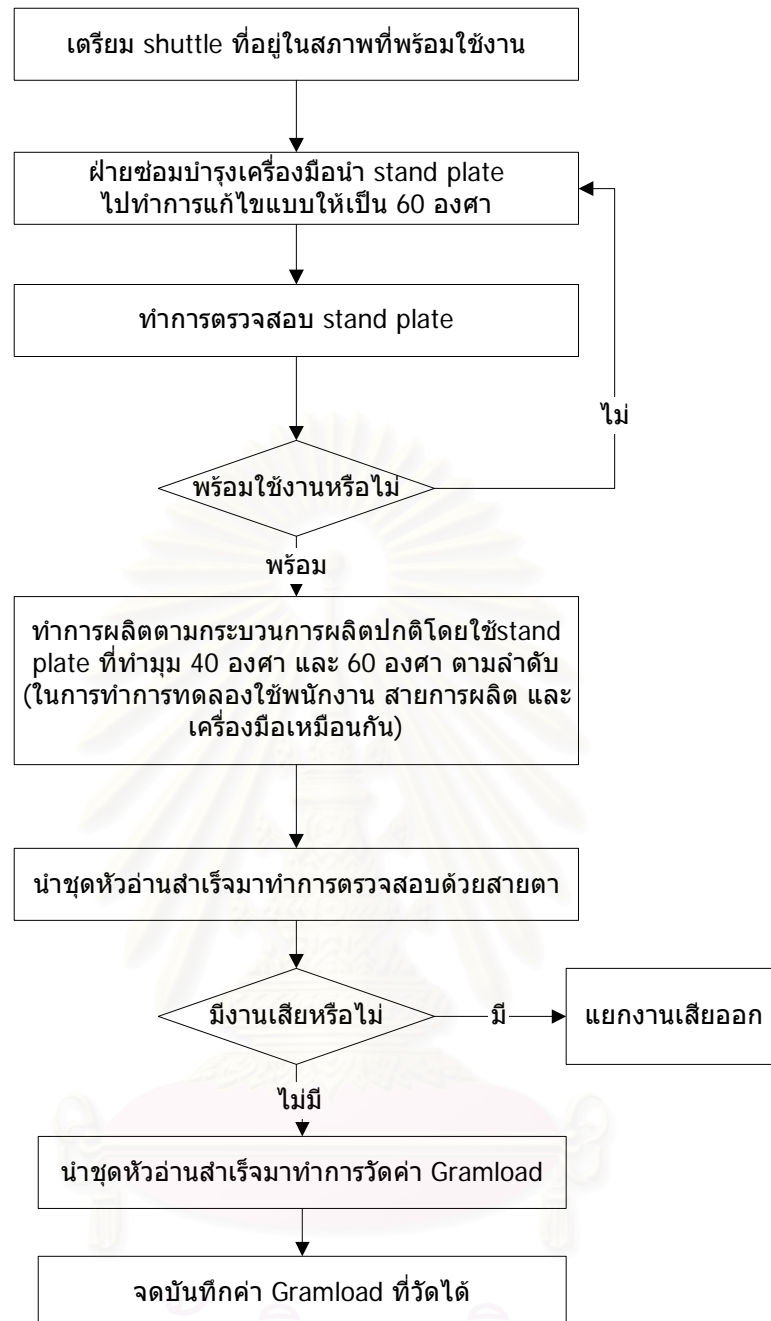 เตรียม shuttle ที่อยู่ในสภาพที่พร้อมใช้งาน
ฝ่ายซ่อมบำรุงเครื่องมือนำ stand plate
ไปทำการแก้ไขแบบให้เป็น 60 องศา
ทำการตรวจสอบ stand plate
ไม่
พร้อมใช้งานหรือไม่
พร้อม
ทำการผลิตตามกระบวนการผลิตปกติโดยใช้stand
plate ที่ทำมุม 40 องศา และ 60 องศา ตามลำดับ
(ในการทำการทดลองใช้พนักงาน สายการผลิต และ
เครื่องมือเหมือนกัน)
นำชุดหัวอ่านสำเร็จมาทำการตรวจสอบด้วยสายตา
มีงานเสียหรือไม่
มี
แยกงานเสียออก
ไม่มี
นำชุดหัวอ่านสำเร็จมาทำการวัดค่า Gramload
จดบันทึกค่า Gramload ที่วัดได้